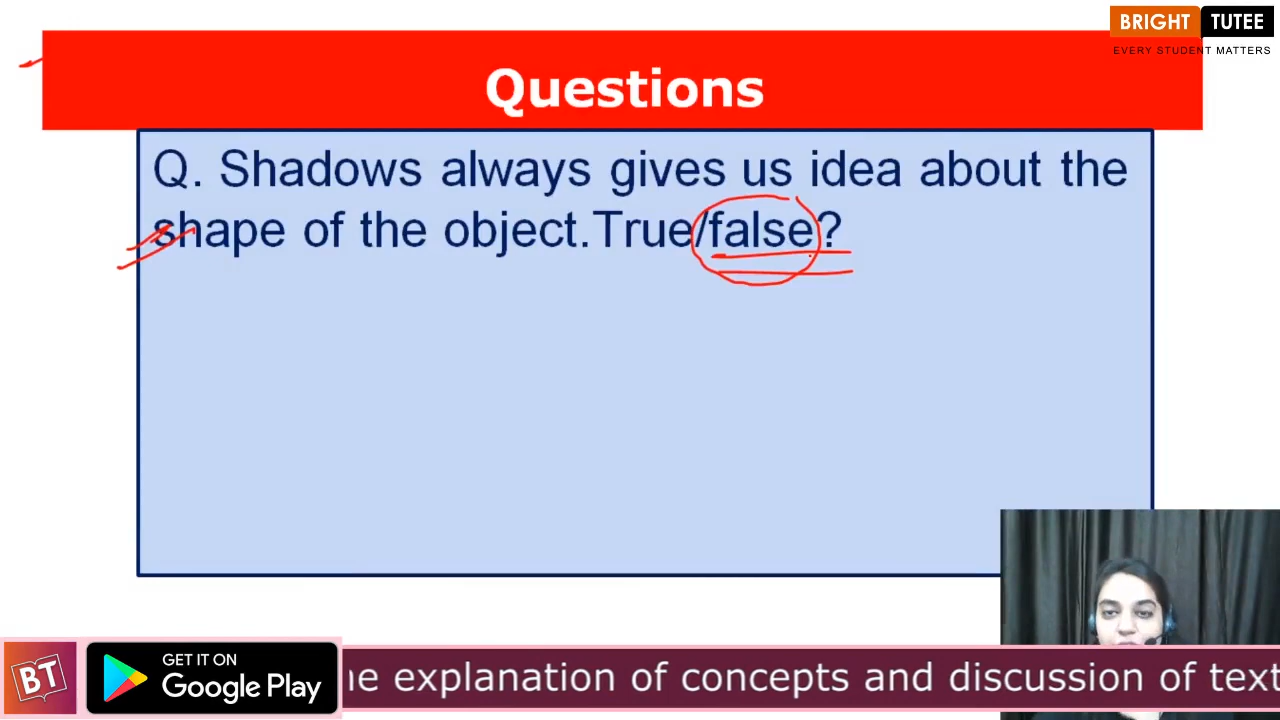 BRIGHT TUTEE
EVERY STUDENT MATTERS
Questions
Q. Shadows always gives us idea about the
shape of the object.True/false?
BT
GET IT ON
Google Play
explanation of concepts and discussion of text